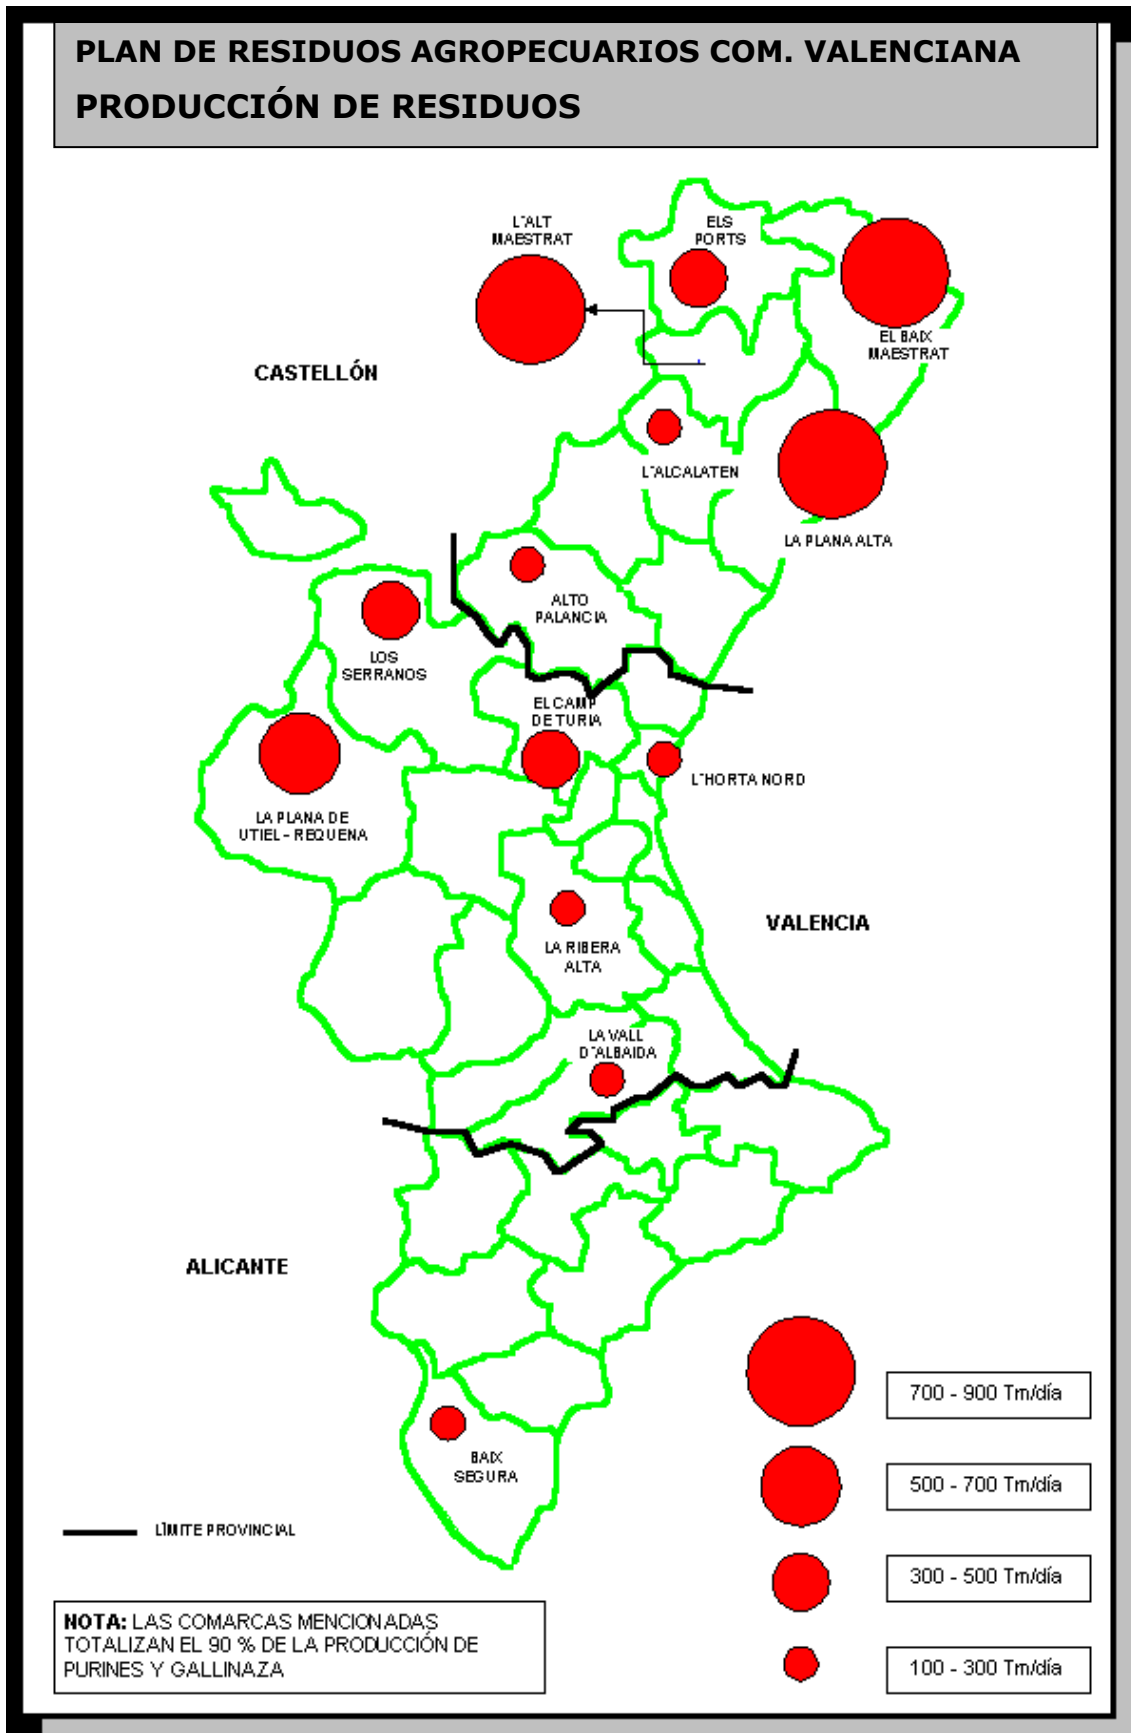 PLAN DE RESIDUOS AGROPECUARIOS COM. VALENCIANA
PRODUCCIÓN DE RESIDUOS
L´ALT
MAESTRAT
ELS
PORTS
EL BAIX
MAESTRAT
CASTELLÓN
L´ALCALATEN
LA PLANA ALTA
ALTO
PALANCIA
LOS
SERRANOS
EL CAMP
DE TURIA
L´HORTA NORD
LA PLANA DE
UTIEL - REQUENA
VALENCIA
LA RIBERA
ALTA
LA VALL
D´ALBAIDA
ALICANTE
BAIX
SEGURA
700 - 900 Tm/día
500 - 700 Tm/día
300 - 500 Tm/día
100 - 300 Tm/día
LÍMITE PROVINCIAL
NOTA: LAS COMARCAS MENCIONADAS
TOTALIZAN EL 90 % DE LA PRODUCCIÓN DE
PURINES Y GALLINAZA